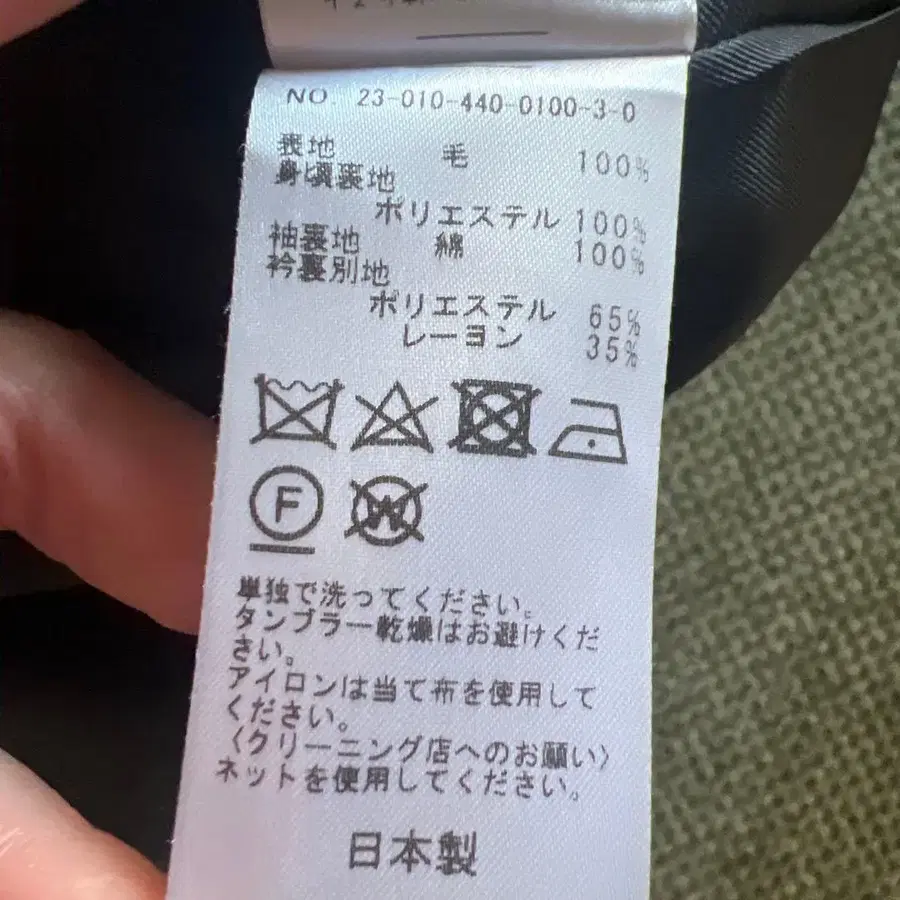 NO. 23-010-440-0100-3-0
表地 毛 100%
身頃裏地
ポリエステル 100%
袖裏地 綿 100%
衿裏別地
ポリエステル 65%
レーヨン 35%
F
W
単独で洗ってください。
タンブラー乾燥はお避けくだ
さい。
アイロンは当て布を使用して
ください。
〈クリーニング店へのお願い〉
ネットを使用してください。
日本製